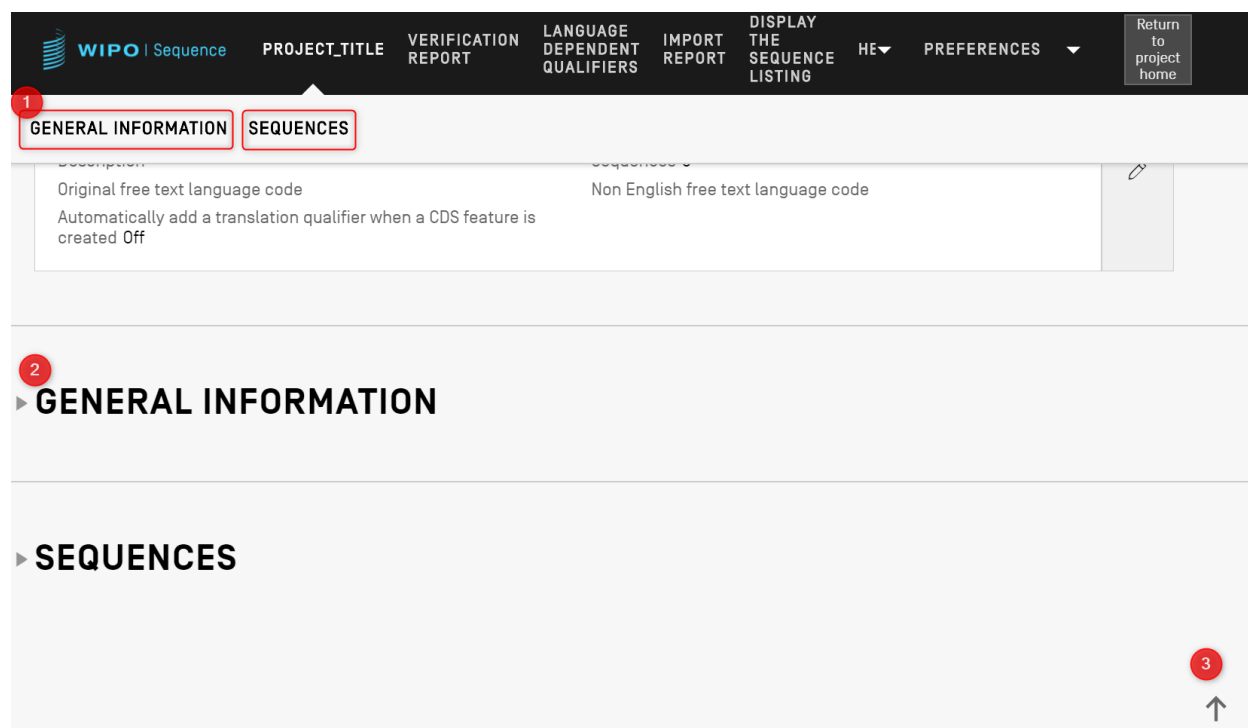 WIPO | Sequence
PROJECT_TITLE
VERIFICATION
REPORT
LANGUAGE
DEPENDENT
QUALIFIERS
IMPORT
REPORT
DISPLAY
THE
SEQUENCE
LISTING
HE
PREFERENCES
Return
to
project
home
1
GENERAL INFORMATION
SEQUENCES
Description
Sequences
Original free text language code
Non English free text language code
Automatically add a translation qualifier when a CDS feature is
created Off
2
GENERAL INFORMATION
SEQUENCES
3